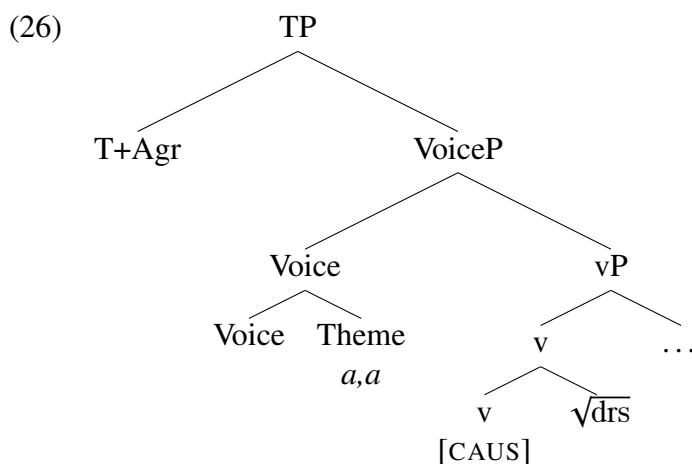 (26) TP
T+Agr VoiceP
Voice vP
Voice Theme v ...
a,a
v √drs
[CAUS]